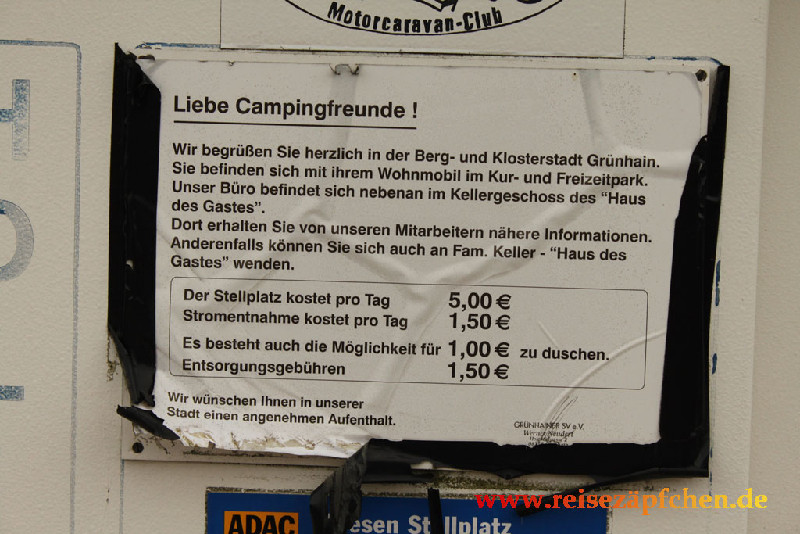 Motorcaravan-Club
Liebe Campingfreunde !
Wir begrüßen Sie herzlich in der Berg- und Klosterstadt Grünhain.
Sie befinden sich mit ihrem Wohnmobil im Kur- und Freizeitpark.
Unser Büro befindet sich nebenan im Kellergeschoss des “Haus
des Gastes”.
Dort erhalten Sie von unseren Mitarbeitern nähere Informationen.
Anderenfalls können Sie sich auch an Fam. Keller - “Haus des
Gastes” wenden.
Der Stellplatz kostet pro Tag 5,00 €
Stromentnahme kostet pro Tag 1,50 €
Es besteht auch die Möglichkeit für 1,00 € zu duschen.
Entsorgungsgebühren 1,50 €
Wir wünschen Ihnen in unserer
Stadt einen angenehmen Aufenthalt.
GRÜNHAINER SV e.V.
www.reisezäpfchen.de
ADAC esen Stellplatz